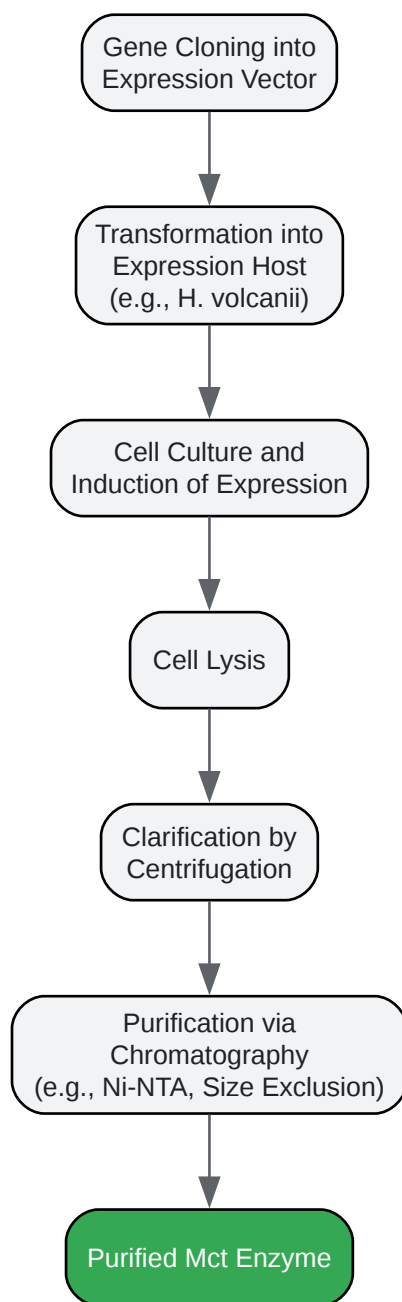 Gene Cloning into
Expression Vector
Transformation into
Expression Host
(e.g., H. volcanii)
Cell Culture and
Induction of Expression
Cell Lysis
Clarification by
Centrifugation
Purification via
Chromatography
(e.g., Ni-NTA, Size Exclusion)
Purified Mct Enzyme